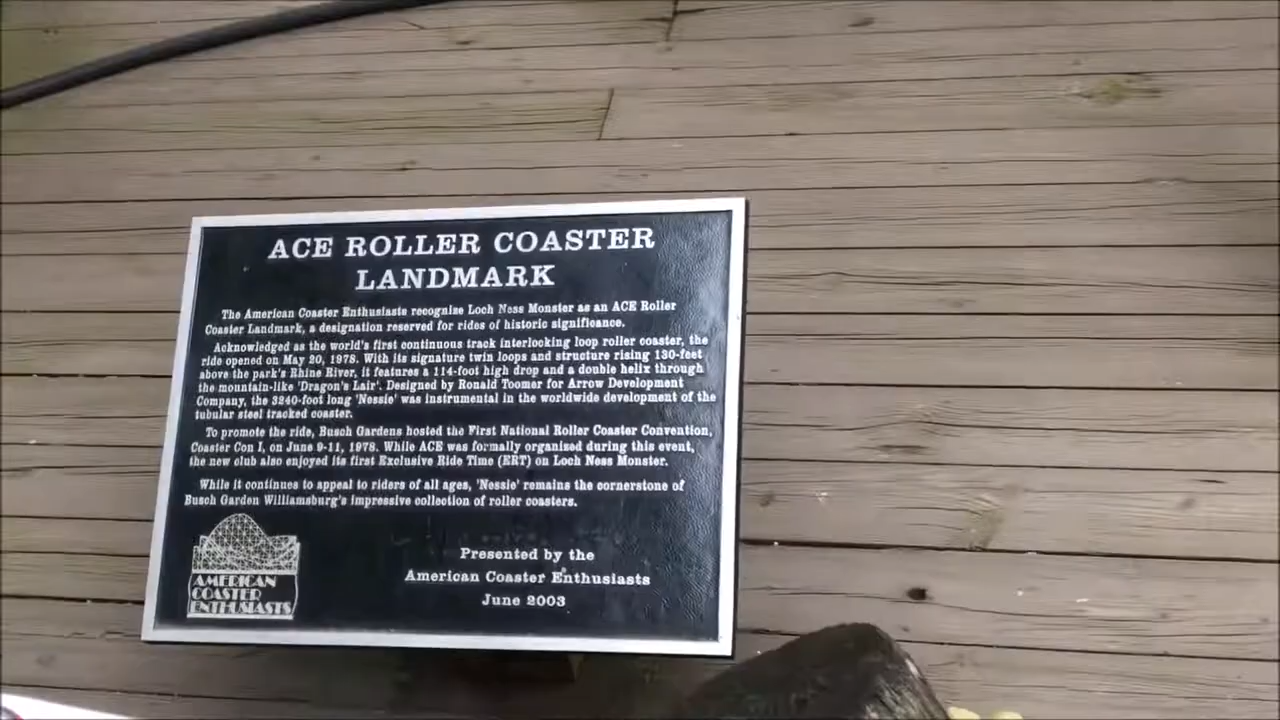 ACE ROLLER COASTER
LANDMARK
The American Coaster Enthusiasts recognize Loch Ness Monster as an ACE Roller
Coaster Landmark, a designation reserved for rides of historic significance.
Acknowledged as the world's first continuous track interlocking loop roller coaster, the
ride opened on May 20, 1978. With its signature twin loops and structure rising 130-feet
above the park's Rhine River, it features a 114-foot high drop and a double helix through
the mountain-like 'Dragon's Lair'. Designed by Ronald Toomer for Arrow Development
Company, the 3240-foot long 'Nessie' was instrumental in the worldwide development of the
tubular steel tracked coaster.
To promote the ride, Busch Gardens hosted the First National Roller Coaster Convention,
Coaster Con I, on June 9-11, 1978. While ACE was formally organized during this event,
the new club also enjoyed its first Exclusive Ride Time (ERT) on Loch Ness Monster.
While it continues to appeal to riders of all ages, 'Nessie' remains the cornerstone of
Busch Garden Williamsburg's impressive collection of roller coasters.
Presented by the
American Coaster Enthusiasts
June 2003
AMERICAN
COASTER
ENTHUSIASTS